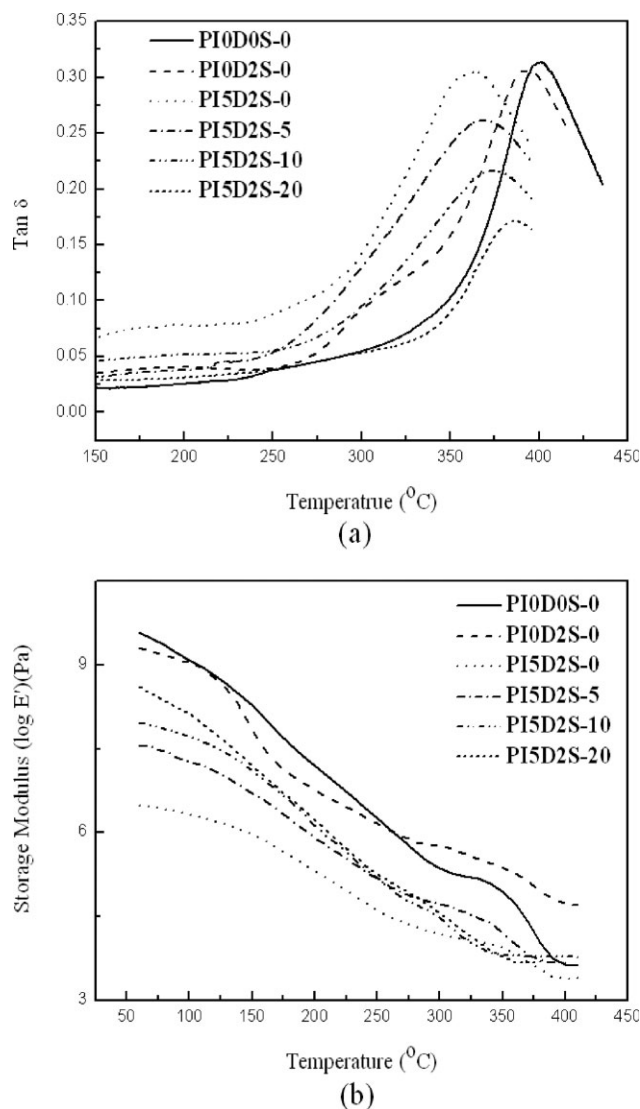 PI0D0S-0
PI0D2S-0
PI5D2S-0
PI5D2S-5
PI5D2S-10
PI5D2S-20
0.35
0.30
0.25
0.20
0.15
0.10
0.05
0.00
Tan δ
150 200 250 300 350 400 450
Temperatrue (°C)
(a)
PI0D0S-0
PI0D2S-0
PI5D2S-0
PI5D2S-5
PI5D2S-10
PI5D2S-20
9
6
3
Storage Modulus (log E')(Pa)
50 100 150 200 250 300 350 400 450
Temperature (°C)
(b)